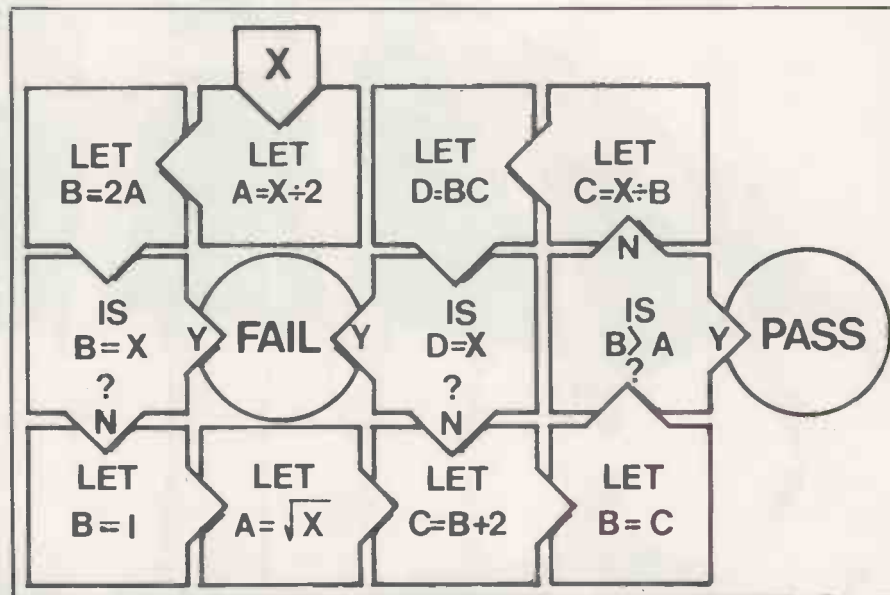 X
LET
B=2A
LET
A=X÷2
LET
D=BC
LET
C=X÷B
IS
B=X
?
Y
N
FAIL
IS
D=X
?
Y
N
IS
B>A
?
N
Y
PASS
LET
B=1
LET
A=√X
LET
C=B+2
LET
B=C